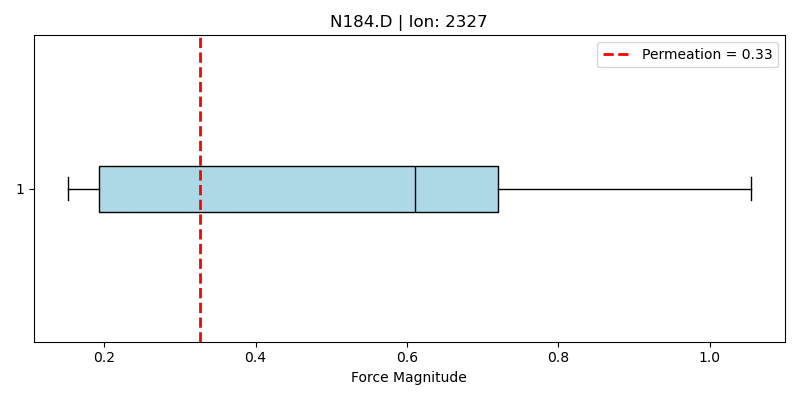 N184.D | Ion: 2327
Permeation = 0.33
1
0.2 0.4 0.6 0.8 1.0
Force Magnitude